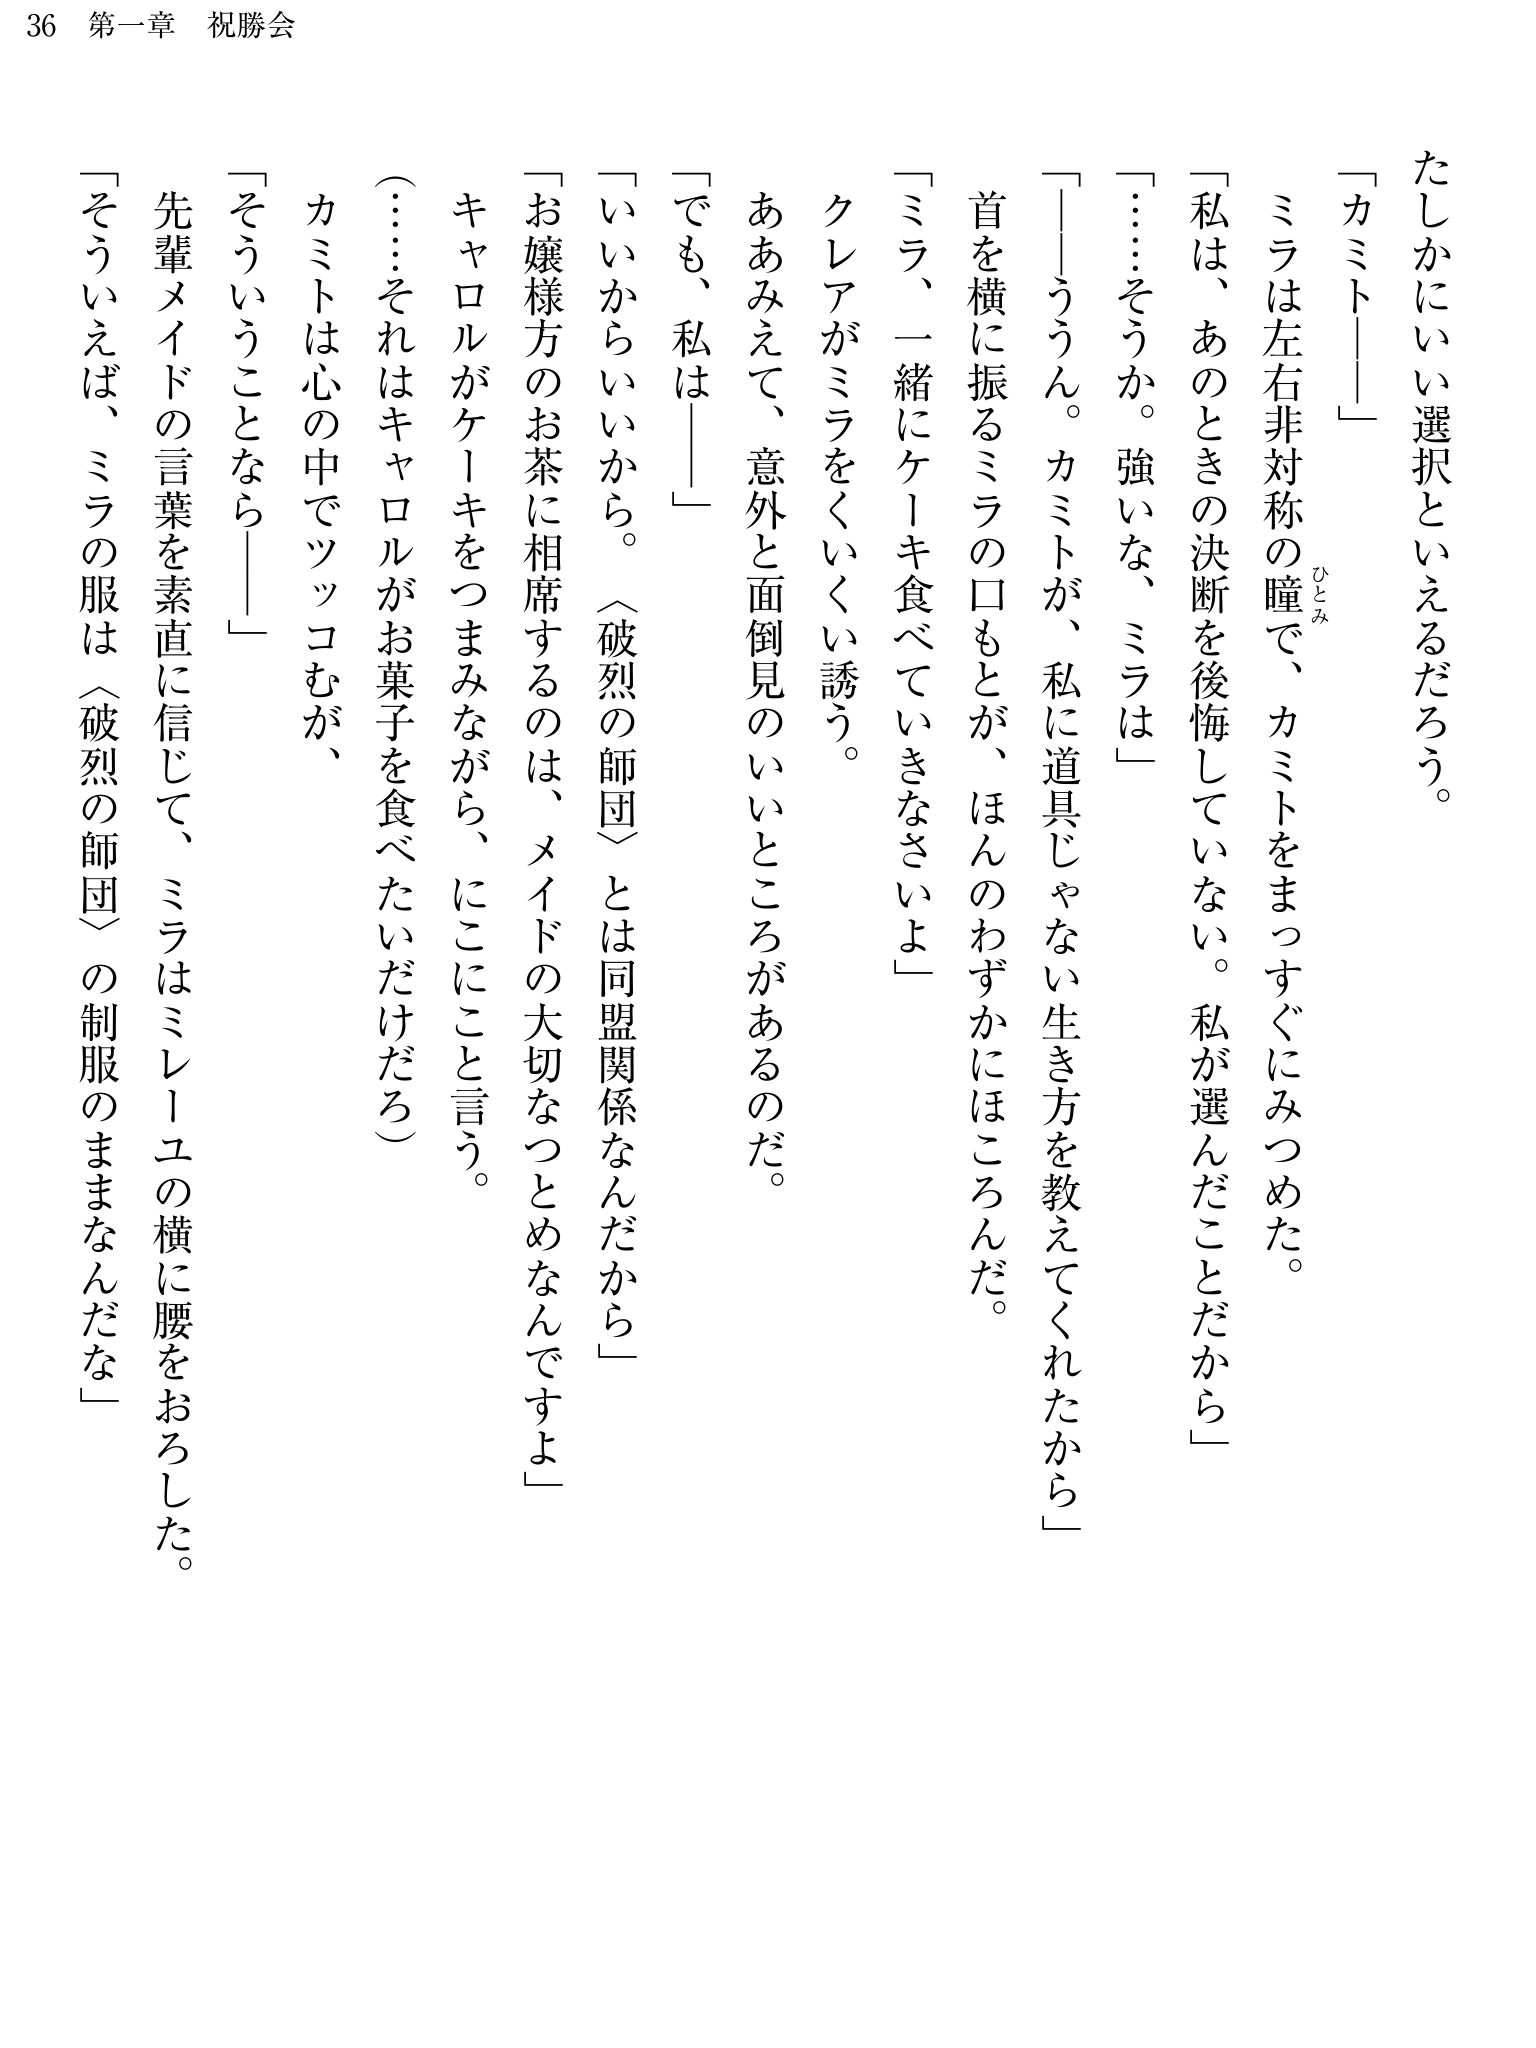 36　第一章　祝勝会
たしかにいい選択といえるだろう。
「カミト――」
　ミラは左右非対称の瞳で、カミトをまっすぐにみつめた。
ひとみ
「私は、あのときの決断を後悔していない。私が選んだことだから」
「……そうか。強いな、ミラは」
「――ううん。カミトが、私に道具じゃない生き方を教えてくれたから」
　首を横に振るミラの口もとが、ほんのわずかにほころんだ。
「ミラ、一緒にケーキ食べていきなさいよ」
　クレアがミラをくいくい誘う。
　ああみえて、意外と面倒見のいいところがあるのだ。
「でも、私は――」
「いいからいいから。〈破烈の師団〉とは同盟関係なんだから」
「お嬢様方のお茶に相席するのは、メイドの大切なつとめなんですよ」
　キャロルがケーキをつまみながら、にこにこと言う。
（……それはキャロルがお菓子を食べたいだけだろ）
　カミトは心の中でツッコむが、
「そういうことなら――」
　先輩メイドの言葉を素直に信じて、ミラはミレーユの横に腰をおろした。
「そういえば、ミラの服は〈破烈の師団〉の制服のままなんだな」